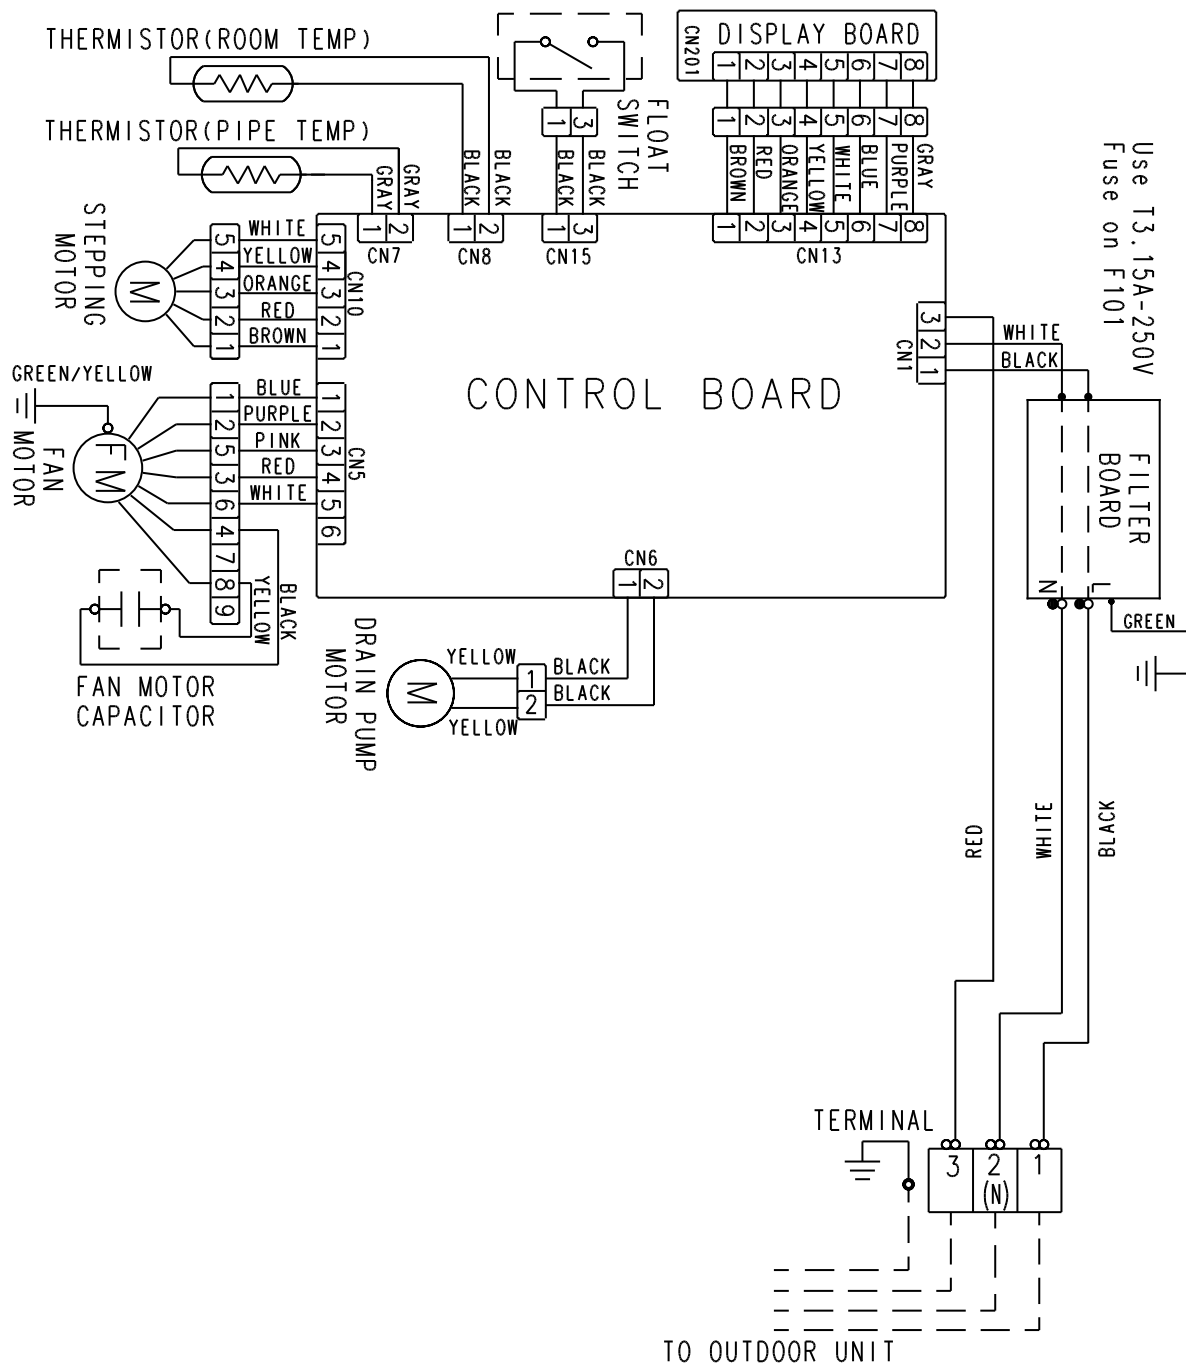 THERMISTOR(ROOM TEMP)
THERMISTOR(PIPE TEMP)
FLOAT
SWITCH
DISPLAY BOARD
CN201
1 2 3 4 5 6 7 8
1 3
1 2 3 4 5 6 7 8
Use T3.15A-250V
Fuse on F101
GRAY
GRAY
BLACK
BLACK
BLACK
BLACK
BROWN
RED
ORANGE
YELLOW
WHITE
BLUE
PURPLE
GRAY
1 2
CN7
1 2
CN8
1 3
CN15
1 2 3 4 5 6 7 8
CN13
STEPPING
MOTOR
M
5 WHITE 5
4 YELLOW 4
3 ORANGE 3
2 RED 2
1 BROWN 1
CN10
3
2 WHITE
1 BLACK
CN1
CONTROL BOARD
GREEN/YELLOW
FAN
MOTOR
FM
1 BLUE 1
2 PURPLE 2
5 PINK 3
3 RED 4
6 WHITE 5
4 6
7
8
9
CN5
BLACK
YELLOW
FAN MOTOR
CAPACITOR
FILTER
BOARD
N L
GREEN
CN6
1 2
DRAIN PUMP
MOTOR
M
YELLOW 1 BLACK
YELLOW 2 BLACK
RED
WHITE
BLACK
TERMINAL
3 2 1
(N)
TO OUTDOOR UNIT